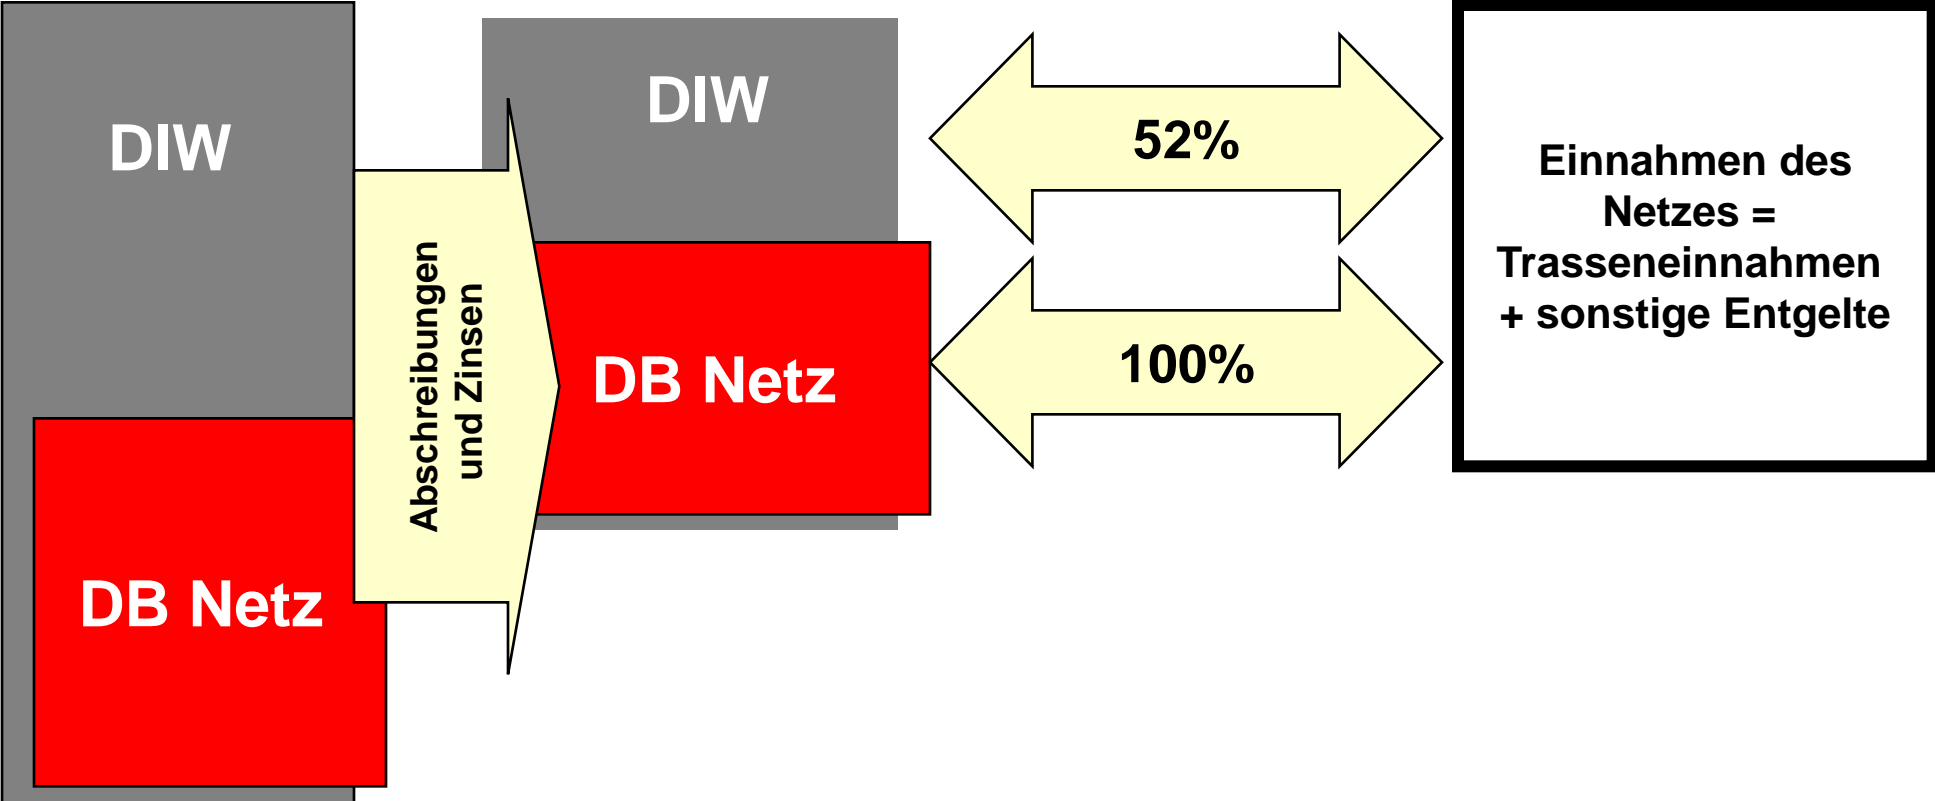 DIW
DB Netz
Abschreibungen
und Zinsen
DIW
DB Netz
52%
100%
Einnahmen des
Netzes =
Trasseneinnahmen
+ sonstige Entgelte